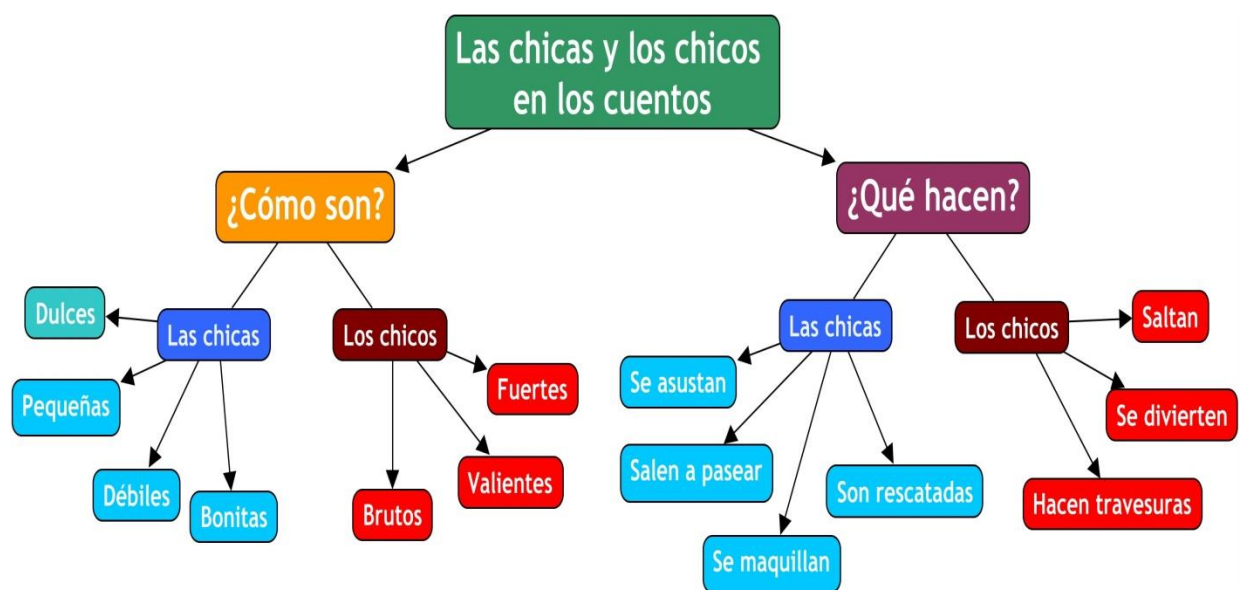 Las chicas y los chicos
en los cuentos
¿Cómo son?
¿Qué hacen?
Las chicas
Los chicos
Dulces
Pequeñas
Débiles
Bonitas
Fuertes
Valientes
Brutos
Las chicas
Los chicos
Se asustan
Salen a pasear
Se maquillan
Son rescatadas
Saltan
Se divierten
Hacen travesuras